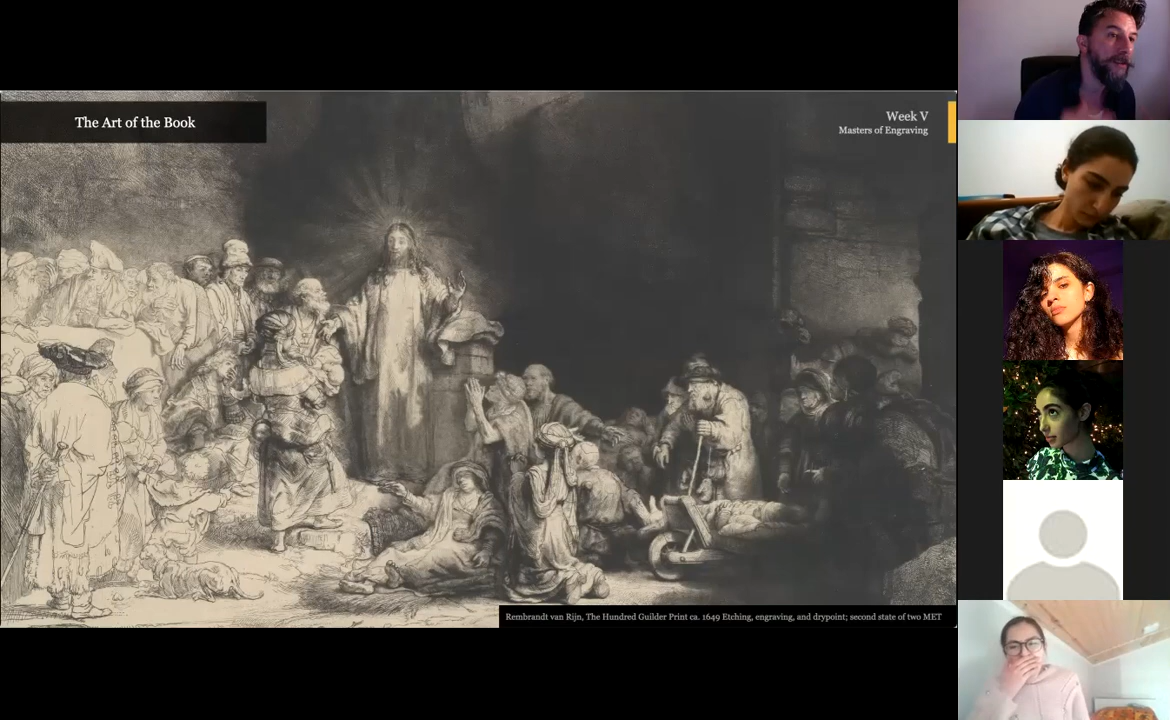 The Art of the Book
Week V
Masters of Engraving
Rembrandt van Rijn, The Hundred Guilder Print ca. 1649 Etching, engraving, and drypoint; second state of two MET